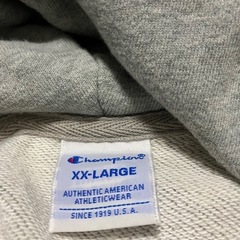 Champion
XX-LARGE
AUTHENTIC AMERICAN
ATHLETICWEAR
SINCE 1919 U.S.A.